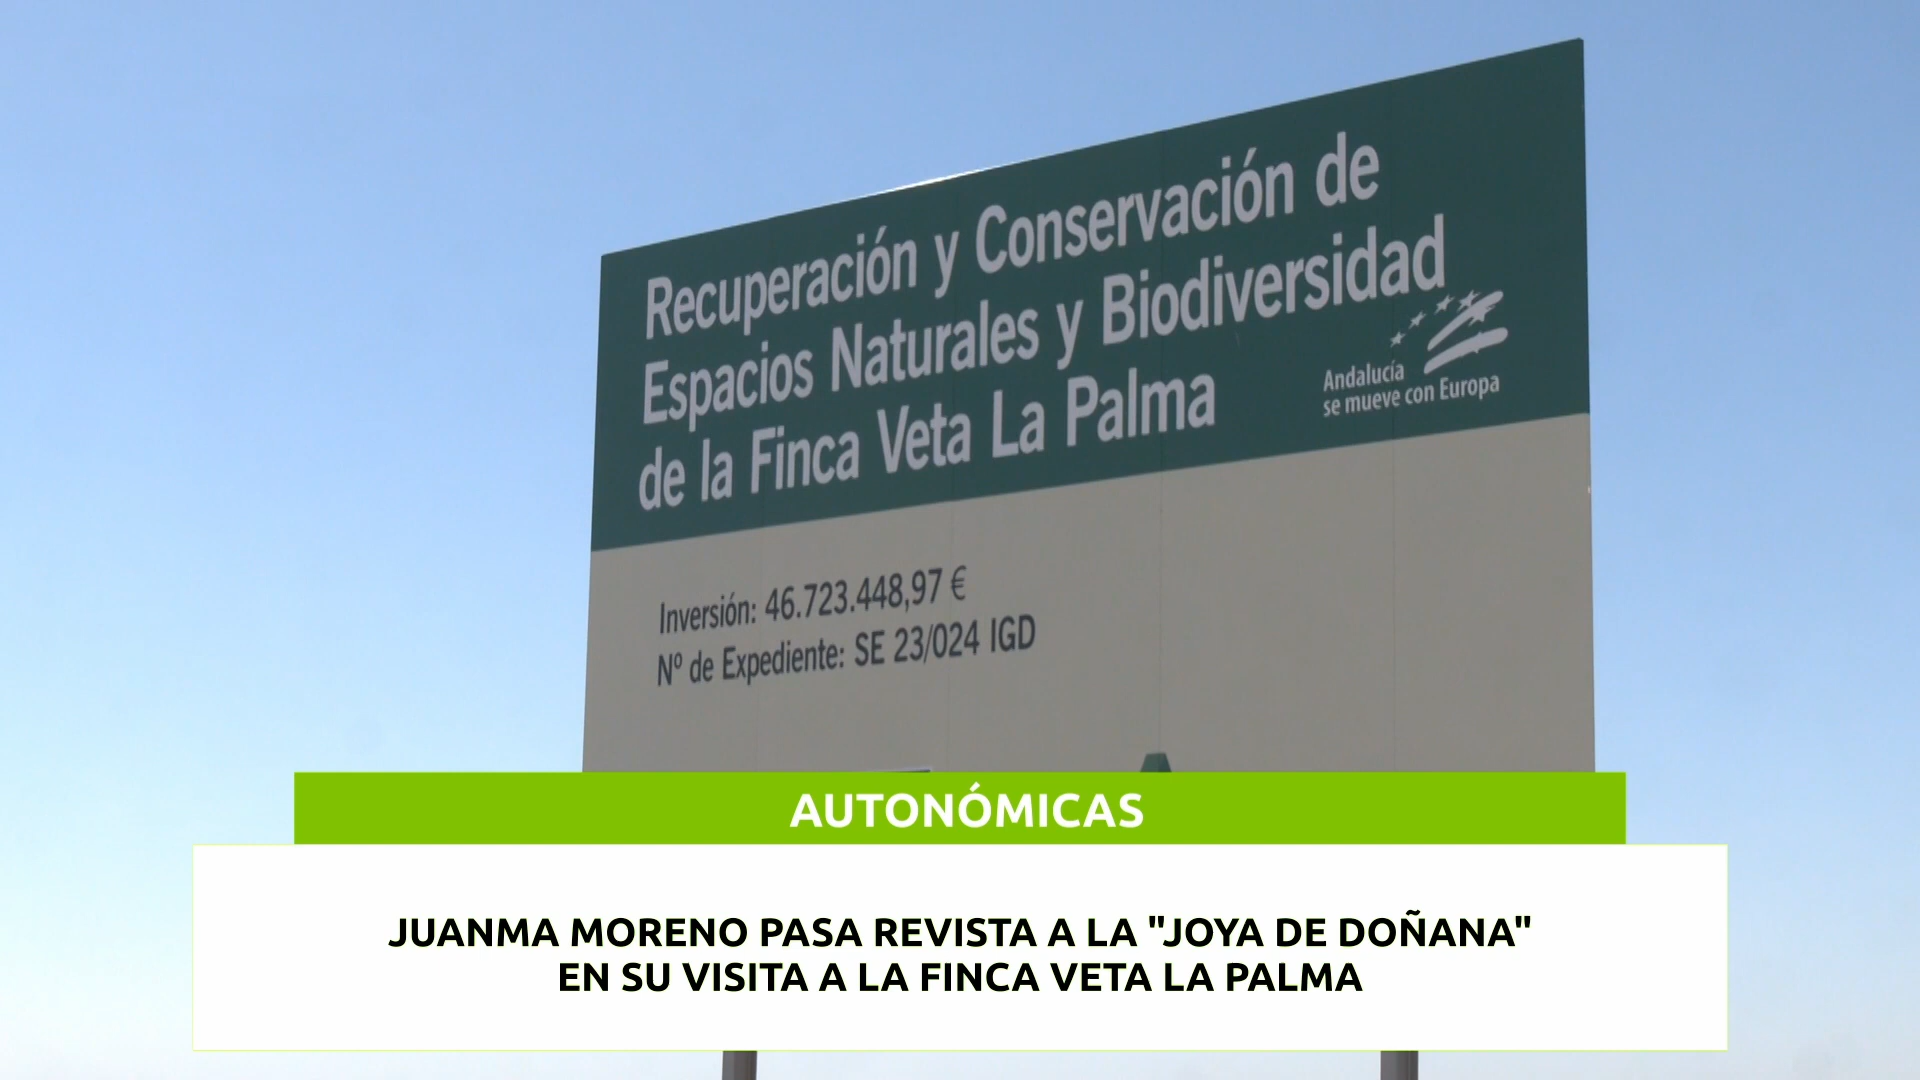 Recuperación y Conservación de
Espacios Naturales y Biodiversidad
de la Finca Veta La Palma
Andalucía
se mueve con Europa
Inversión: 46.723.448,97 €
Nº de Expediente: SE 23/024 IGD
AUTONÓMICAS
JUANMA MORENO PASA REVISTA A LA "JOYA DE DOÑANA"
EN SU VISITA A LA FINCA VETA LA PALMA